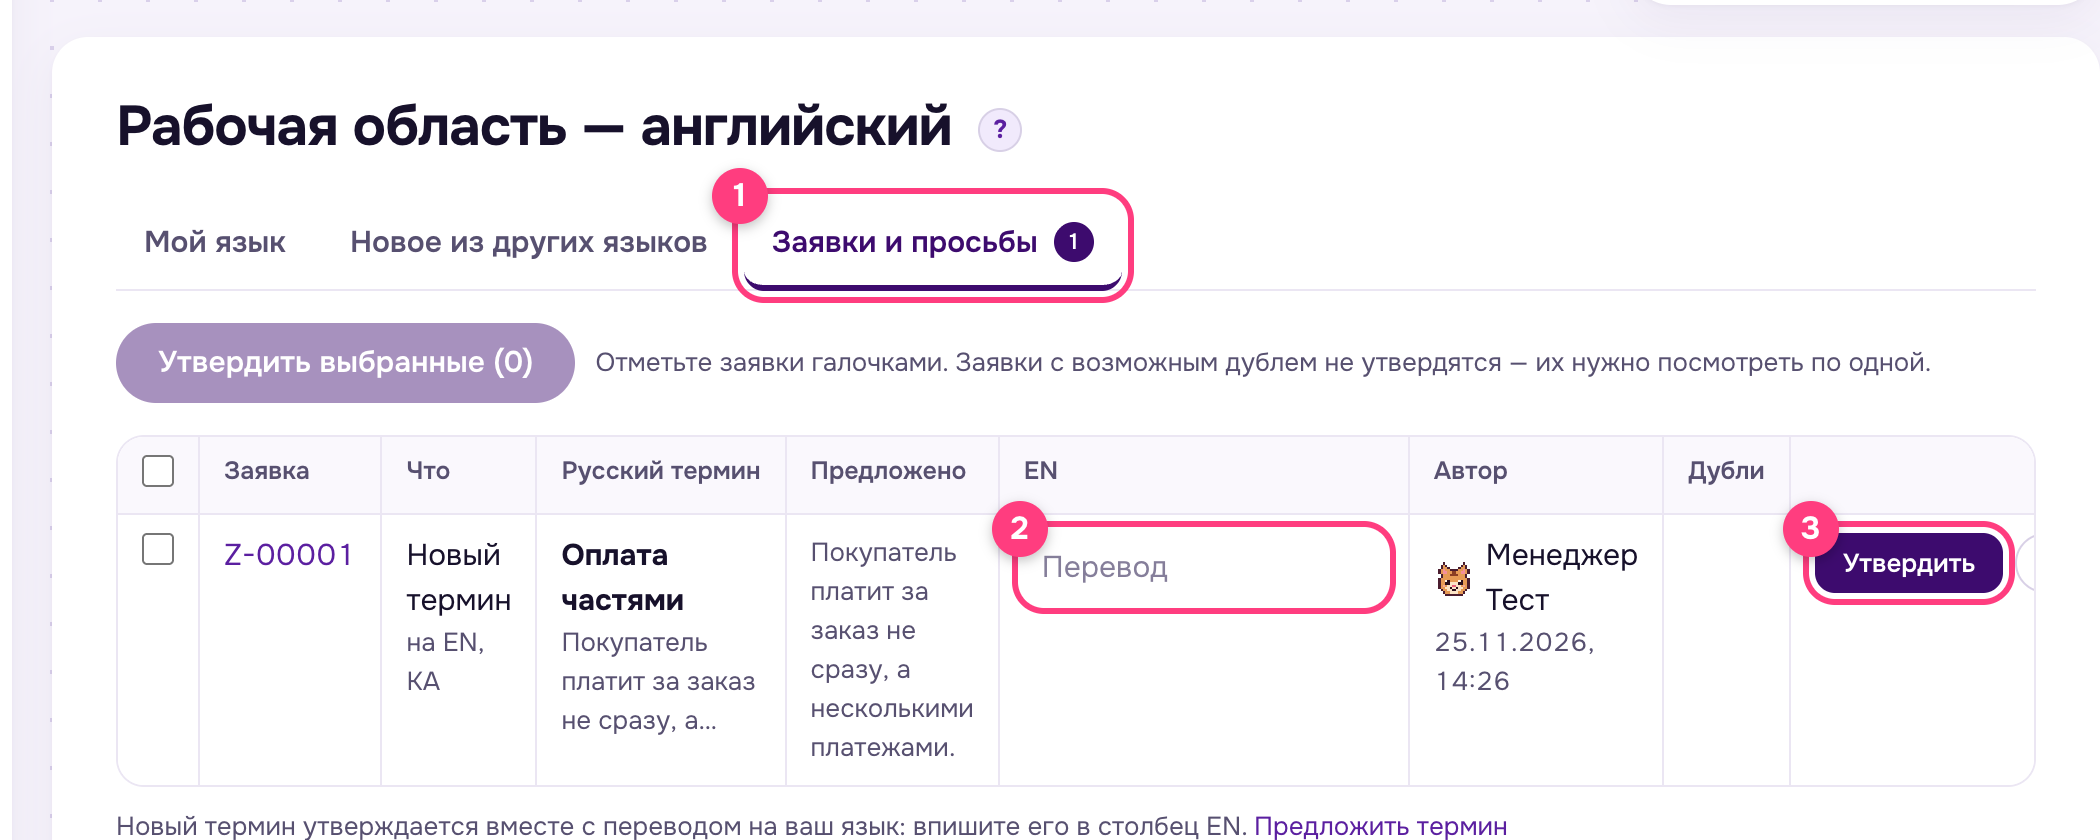 Рабочая область — английский ?
1
Мой язык Новое из других языков Заявки и просьбы 1
Утвердить выбранные (0) Отметьте заявки галочками. Заявки с возможным дублем не утвердятся — их нужно посмотреть по одной.
Заявка Что Русский термин Предложено EN Автор Дубли
2 3
Z-00001
Новый
термин
на EN,
KA
Оплата
частями
Покупатель
платит за заказ
не сразу, а...
Покупатель
платит за
заказ не
сразу, а
несколькими
платежами.
Перевод
Менеджер
Тест
25.11.2026,
14:26
Утвердить
Новый термин утверждается вместе с переводом на ваш язык: впишите его в столбец EN. Предложить термин